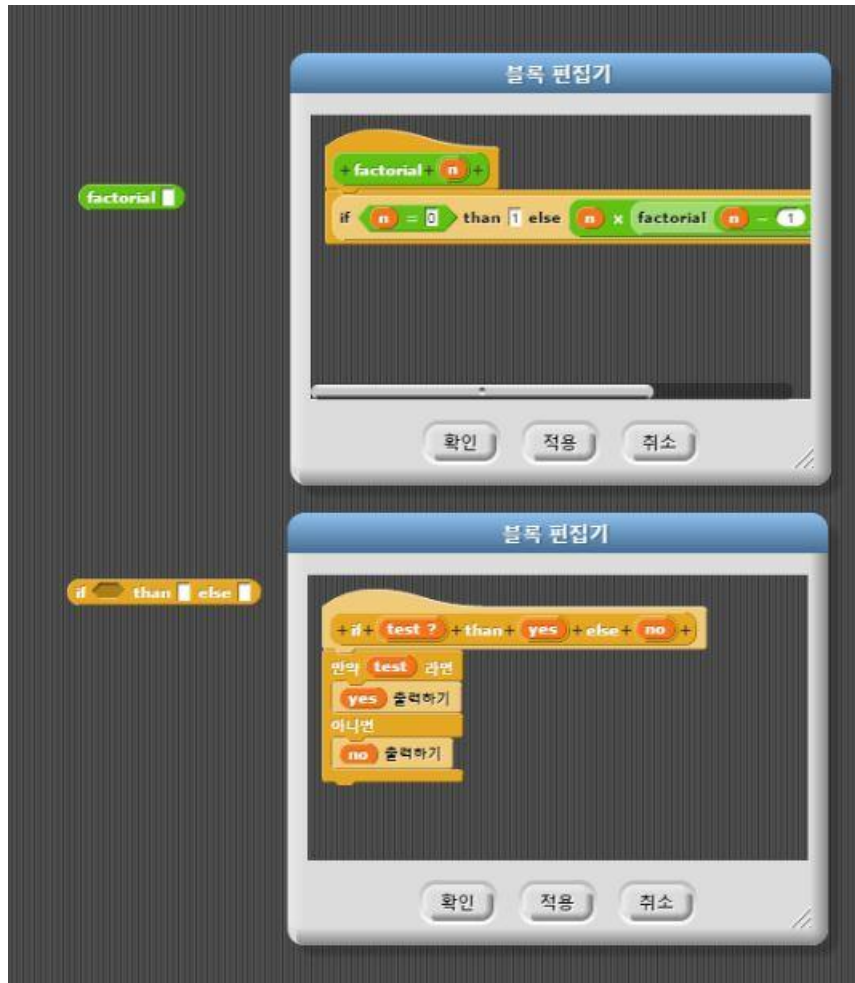 블록 편집기
+ factorial + n +
factorial
if n = 0 than 1 else n × factorial n - 1
확인 적용 취소
블록 편집기
if than else
+ if + test ? + than + yes + else + no +
만약 test 라면
yes 출력하기
아니면
no 출력하기
확인 적용 취소